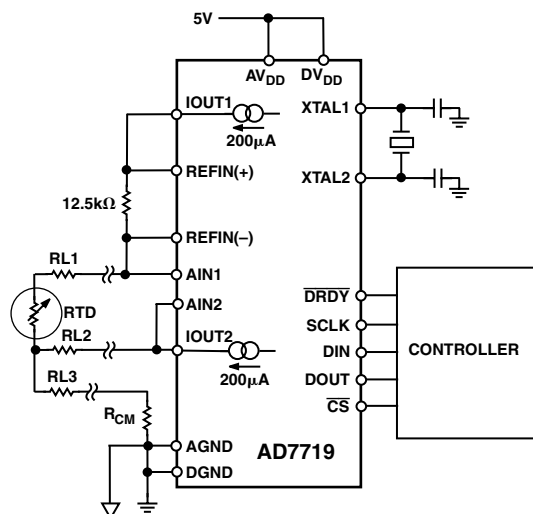 5V
AVDD DVDD
IOUT1
200µA
XTAL1
REFIN(+)
XTAL2
12.5kΩ
REFIN(–)
RL1
AIN1
AIN2
DRDY
RTD
SCLK
RL2
IOUT2
DIN
CONTROLLER
200µA
DOUT
RL3
CS
RCM
AGND
AD7719
DGND